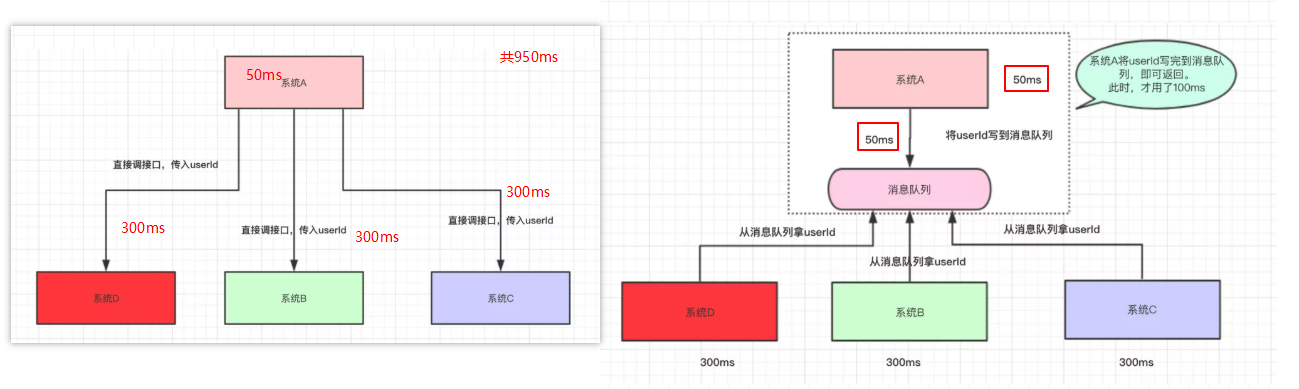 共950ms
50ms
系统A
直接调接口，传入userId
300ms
直接调接口，传入userId
300ms
300ms
直接调接口，传入userId
系统D
系统B
系统C
系统A
50ms
系统A将userId写完到消息队
列，即可返回。
此时，才用了100ms
50ms
将userId写到消息队列
消息队列
从消息队列拿userId
从消息队列拿userId
从消息队列拿userId
系统D
系统B
系统C
300ms
300ms
300ms